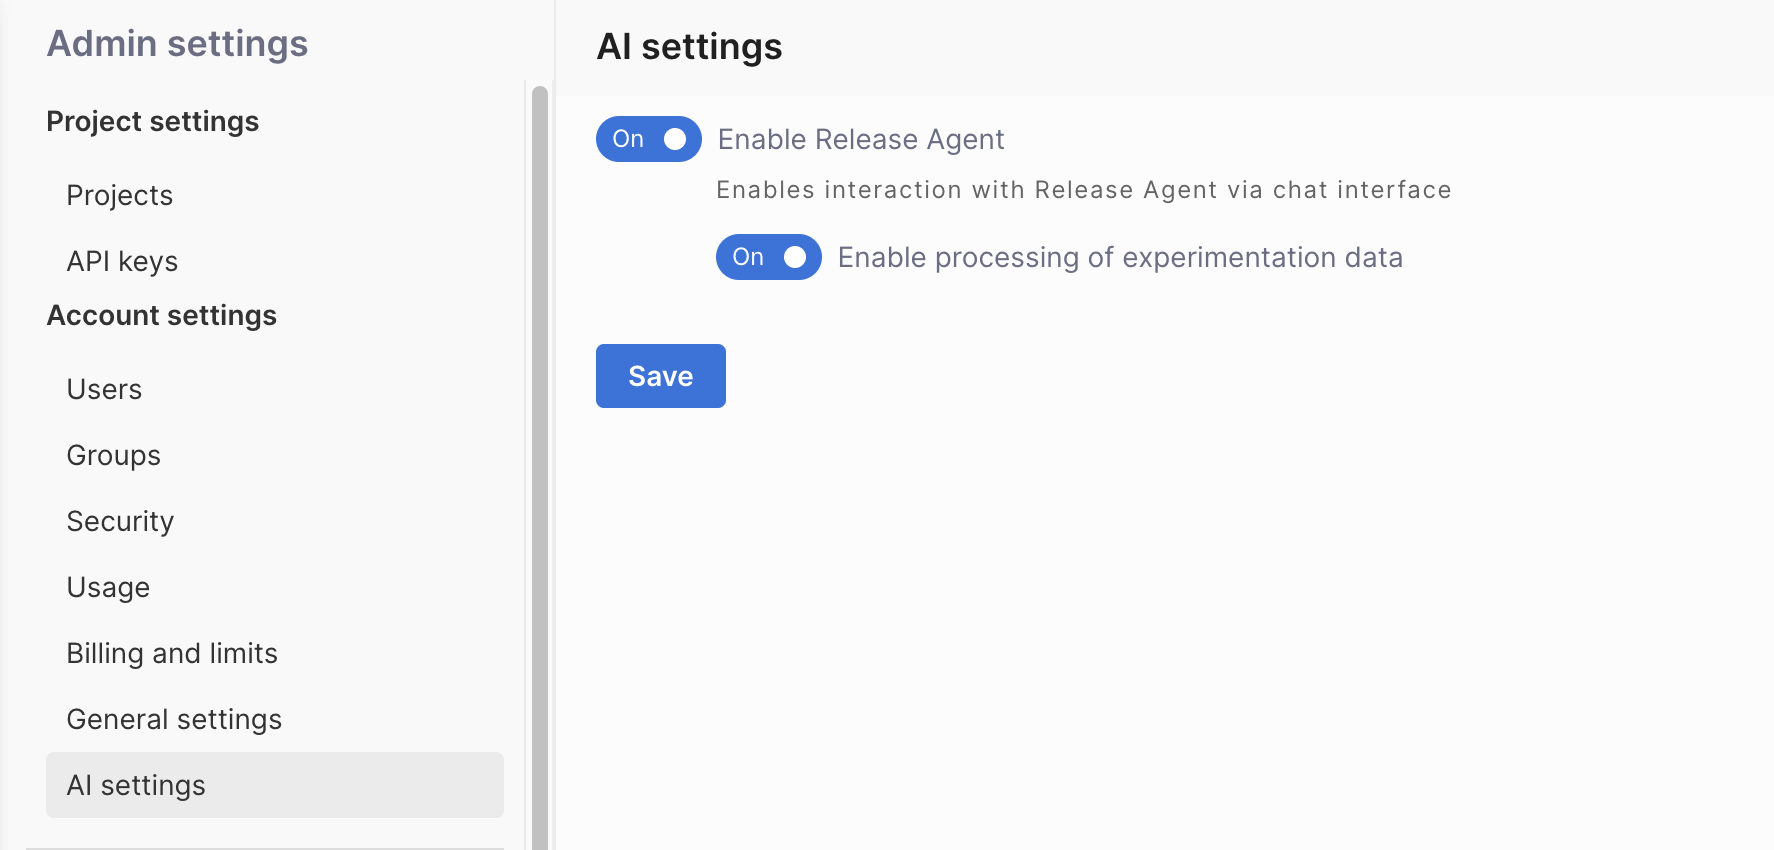 Admin settings
Project settings
Projects
API keys
Account settings
Users
Groups
Security
Usage
Billing and limits
General settings
AI settings
AI settings
On Enable Release Agent
Enables interaction with Release Agent via chat interface
On Enable processing of experimentation data
Save